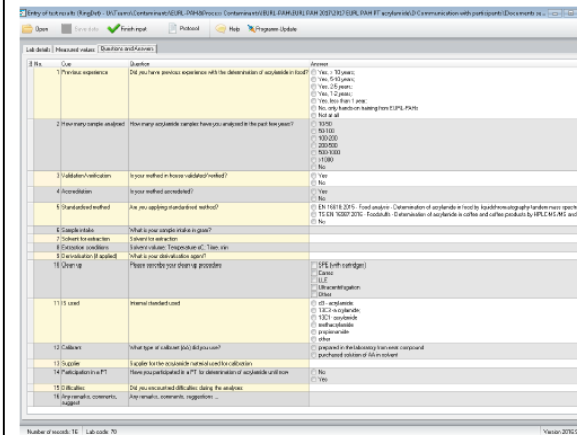 Entry of test results (RingDat) - U:\Teams\Contaminants\EURL-PAH&Process Contaminants\EURL-PAH\EURL PAH 2017\2017 EURL PAH PT acrylamide\D Communication with participants\Documents se...
Open Save data Finish input Protocol Help Programm-Update
Lab details Measured values Questions and Answers
No. Cue Question Answer
1 Previous experience Did you have previous experience with the determination of acrylamide in food? Yes, > 10 years;
Yes, 5-10 years;
Yes, 2-5 years;
Yes, 1-2 years;
Yes, less than 1 year;
No, only hands-on training from EURL-PAHs
Not at all
2 How many sample analysed How many acrylamide samples have you analysed in the past few years? 10/50
50-100
100-200
200-500
500-1000
>1000
No
3 Validation/verification Is your method in house validated/verified? Yes
No
4 Accreditation Is your method accredited? Yes
No
5 Standardised method Are you applying standardised method? EN 16618:2015 - Food analysis - Determination of acrylamide in food by liquid chromatography tandem mass spectr
TS EN 16987:2016 - Foodstuffs - Determination of acrylamide in coffee and coffee products by HPLC-MS/MS and
No
6 Sample intake What is your sample intake in gram?
7 Solvent for extraction Solvent for extraction
8 Extraction conditions Solvent volume; Temperature oC; Time, min
9 Derivatisation (if applied) What is your derivatisation agent?
10 Clean up Please describe your clean up procedure SPE (with cartridges)
Carrez
LLE
Ultracentrifugation
Other
11 IS used Internal standard used d3 - acrylamide;
13C3 -acrylamide;
13C1 -acrylamide
methacrylamide
propionamide
other
12 Calibrant What type of calibrant (AA) did you use? prepared in the laboratory from neat compound
purchased solution of AA in solvent
13 Supplier Supplier for the acrylamide material used for calibration
14 Participation in a PT Have you participated in a PT for determination of acrylamide until now No
Yes
15 Difficulties Did you encountered difficulties during the analyses
16 Any remarks, comments, suggest Any remarks, comments, suggestions ...
Number of records: 16 Lab code: 79 Version 2016